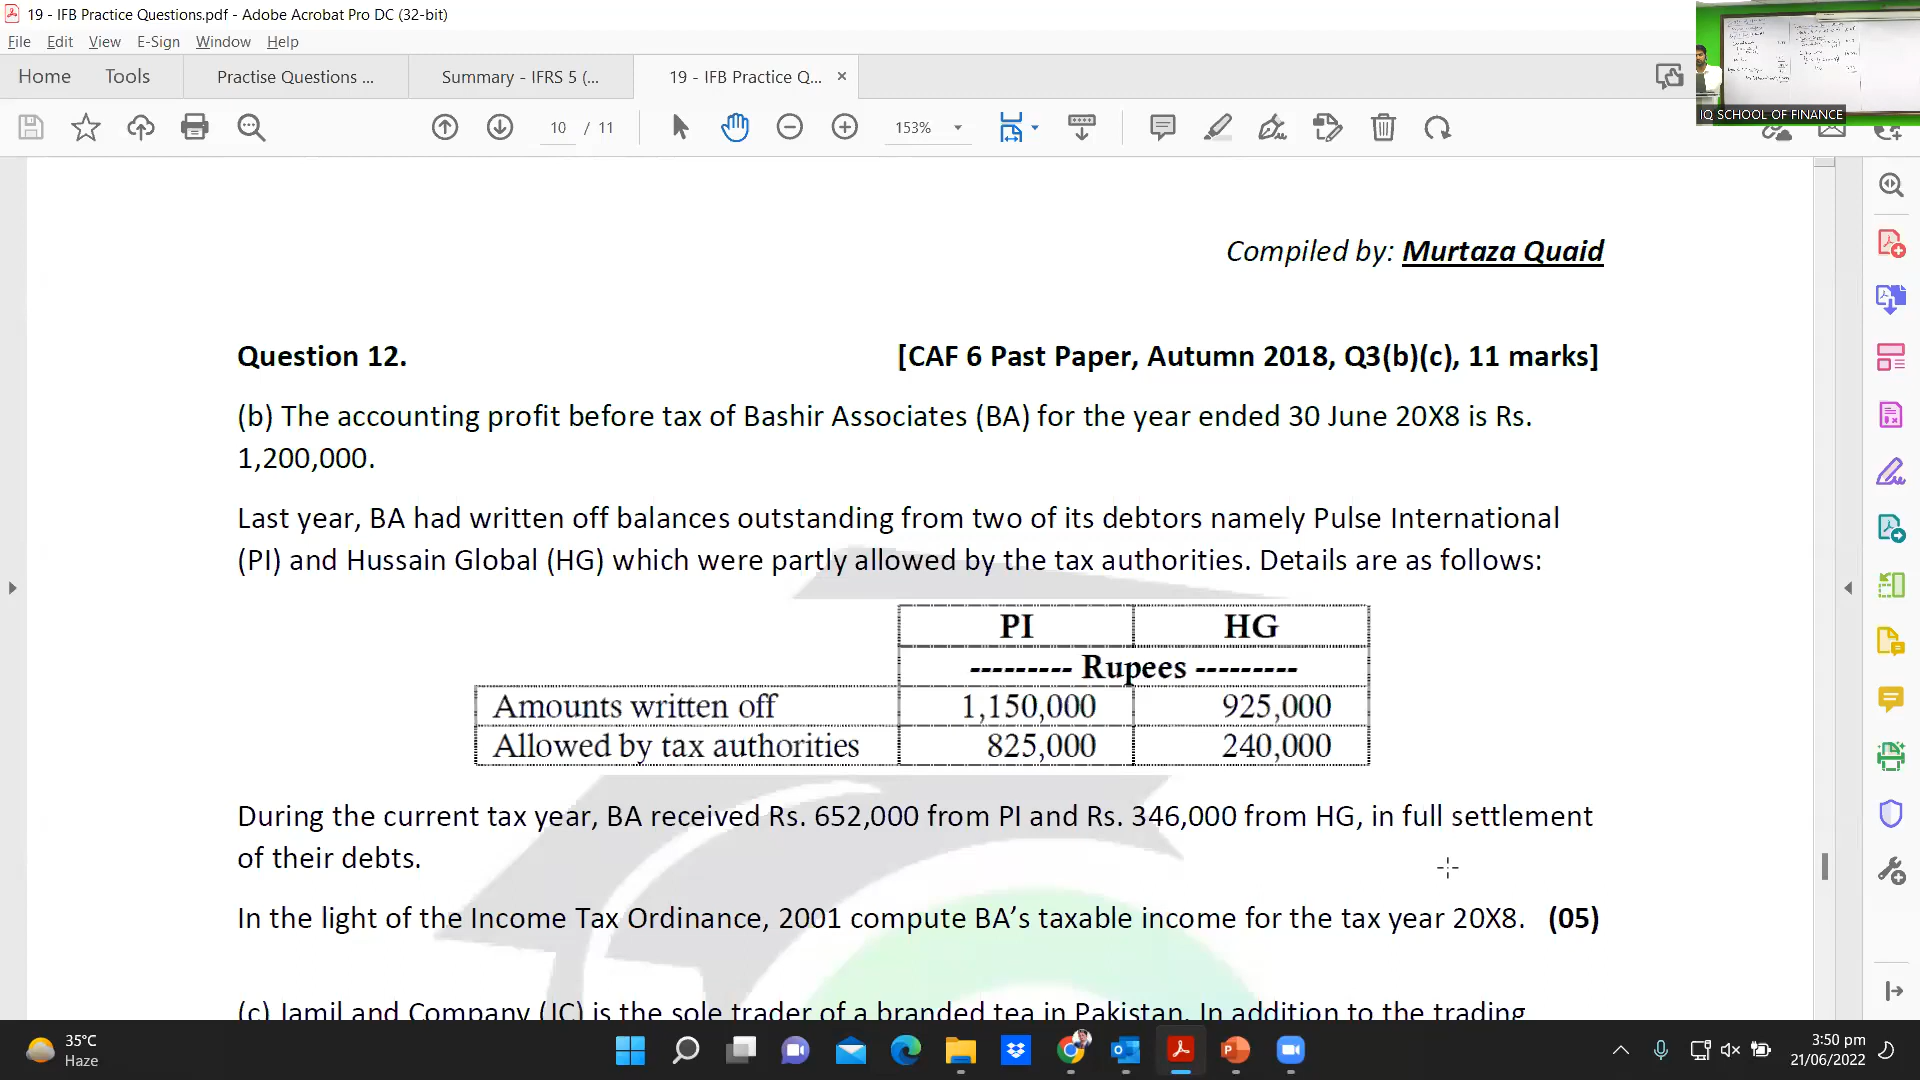 19 - IFB Practice Questions.pdf - Adobe Acrobat Pro DC (32-bit)
File Edit View E-Sign Window Help
Home Tools Practise Questions ... Summary - IFRS 5 (... 19 - IFB Practice Q... ×
10 / 11 153%
IQ SCHOOL OF FINANCE
Compiled by: Murtaza Quaid
Question 12. [CAF 6 Past Paper, Autumn 2018, Q3(b)(c), 11 marks]
(b) The accounting profit before tax of Bashir Associates (BA) for the year ended 30 June 20X8 is Rs.
1,200,000.
Last year, BA had written off balances outstanding from two of its debtors namely Pulse International
(PI) and Hussain Global (HG) which were partly allowed by the tax authorities. Details are as follows:
PI HG
--------- Rupees ---------
Amounts written off 1,150,000 925,000
Allowed by tax authorities 825,000 240,000
During the current tax year, BA received Rs. 652,000 from PI and Rs. 346,000 from HG, in full settlement
of their debts.
In the light of the Income Tax Ordinance, 2001 compute BA's taxable income for the tax year 20X8. (05)
(c) Jamil and Company (JC) is the sole trader of a branded tea in Pakistan. In addition to the trading
35°C
Haze
3:50 pm
21/06/2022